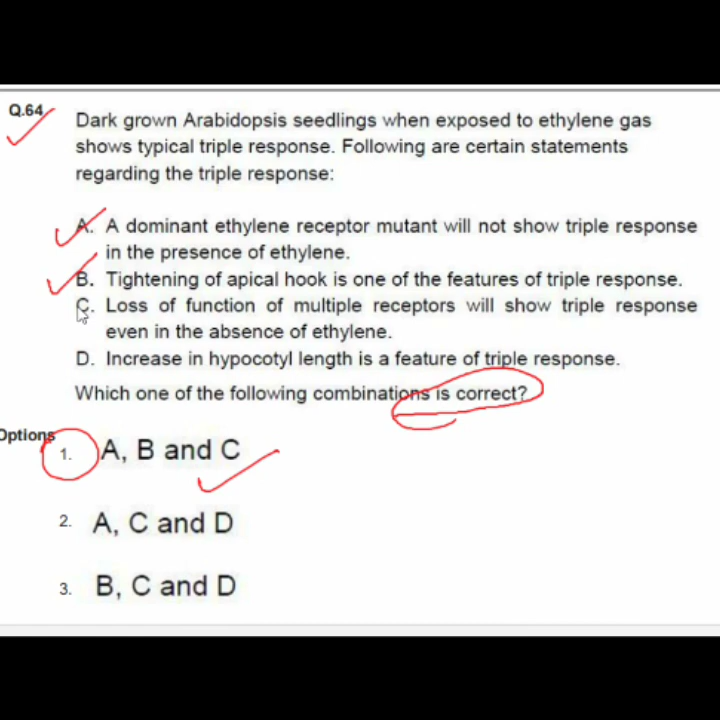 Q.64
Dark grown Arabidopsis seedlings when exposed to ethylene gas
shows typical triple response. Following are certain statements
regarding the triple response:
A. A dominant ethylene receptor mutant will not show triple response
in the presence of ethylene.
B. Tightening of apical hook is one of the features of triple response.
C. Loss of function of multiple receptors will show triple response
even in the absence of ethylene.
D. Increase in hypocotyl length is a feature of triple response.
Which one of the following combinations is correct?
Options
1. A, B and C
2. A, C and D
3. B, C and D